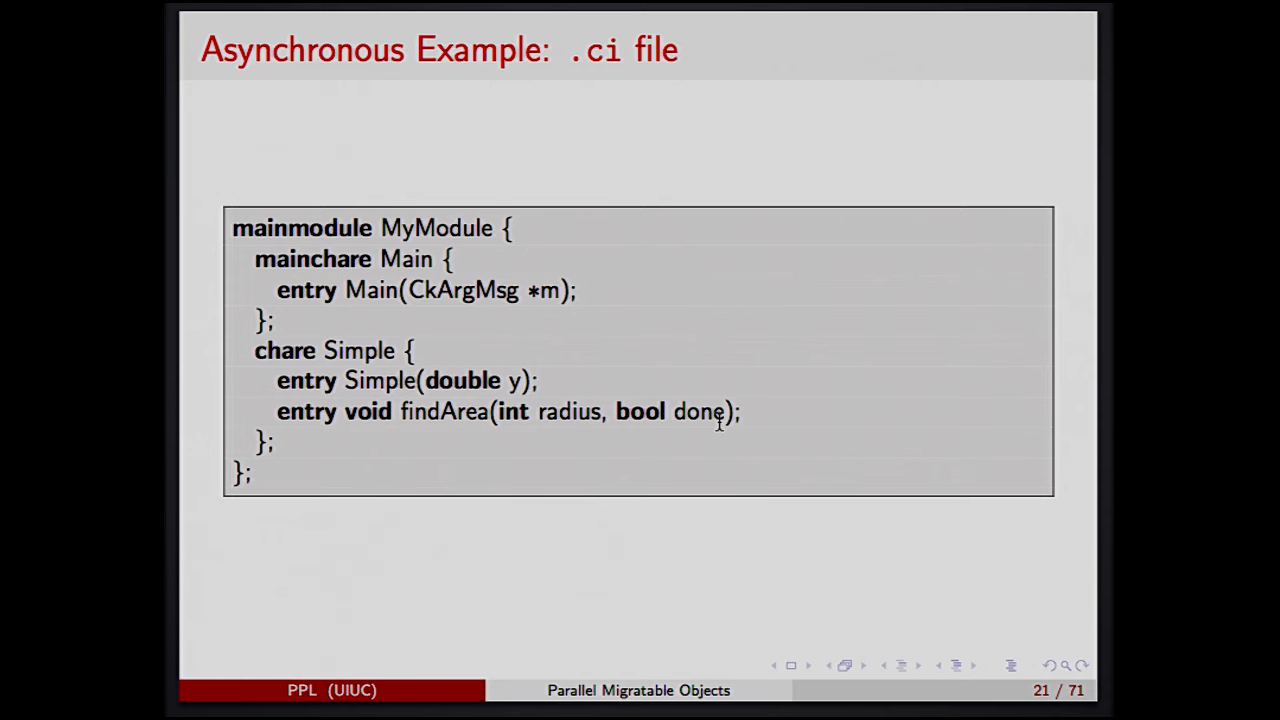 Asynchronous Example: .ci file
mainmodule MyModule {
mainchare Main {
entry Main(CkArgMsg *m);
};
chare Simple {
entry Simple(double y);
entry void findArea(int radius, bool done);
};
};
PPL (UIUC)
Parallel Migratable Objects
21 / 71